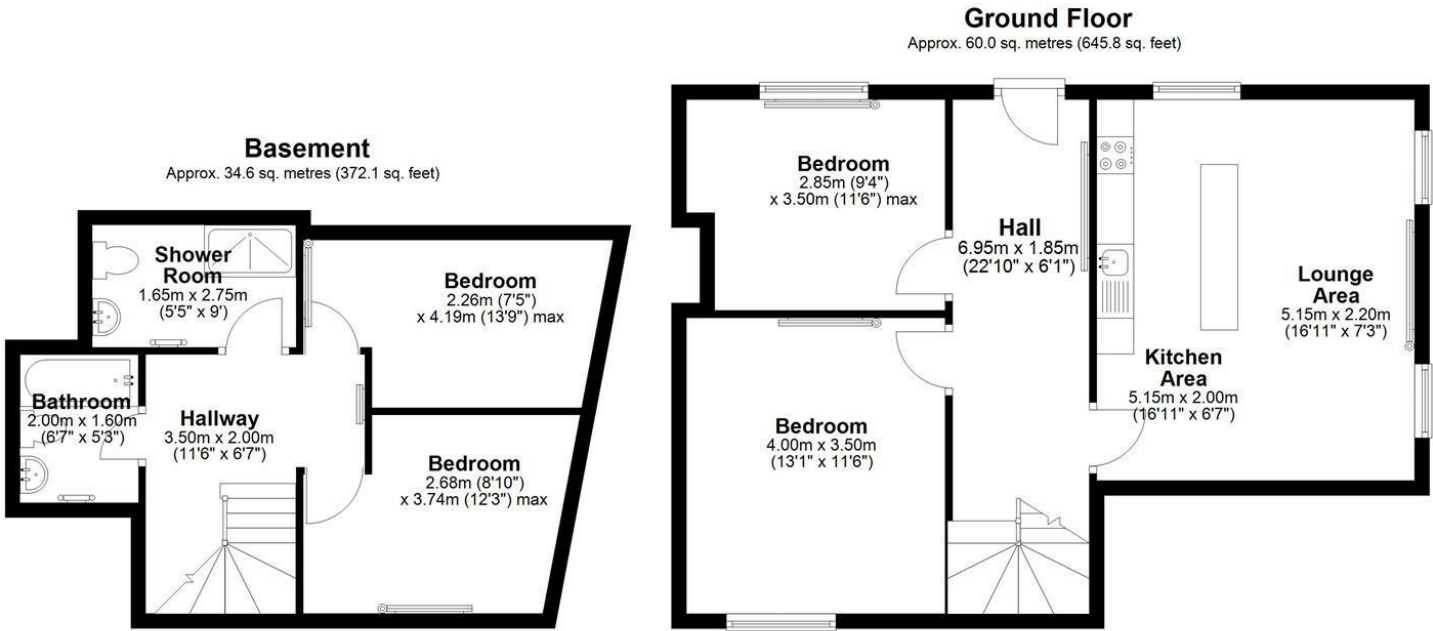 Basement
Approx. 34.6 sq. metres (372.1 sq. feet)
Shower
Room
1.65m x 2.75m
(5'5" x 9')
Bedroom
2.26m (7'5")
x 4.19m (13'9") max
Bathroom
2.00m x 1.60m
(6'7" x 5'3")
Hallway
3.50m x 2.00m
(11'6" x 6'7")
Bedroom
2.68m (8'10")
x 3.74m (12'3") max
Ground Floor
Approx. 60.0 sq. metres (645.8 sq. feet)
Bedroom
2.85m (9'4")
x 3.50m (11'6") max
Hall
6.95m x 1.85m
(22'10" x 6'1")
Lounge
Area
5.15m x 2.20m
(16'11" x 7'3")
Kitchen
Area
5.15m x 2.00m
(16'11" x 6'7")
Bedroom
4.00m x 3.50m
(13'1" x 11'6")